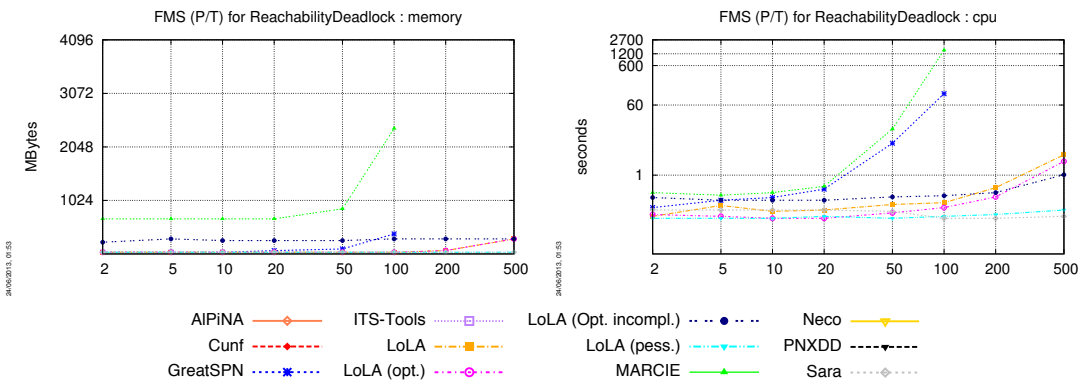 FMS (P/T) for ReachabilityDeadlock : memory
4096
3072
2048
1024
MBytes
2 5 10 20 50 100 200 500
24/06/2013, 01:53
FMS (P/T) for ReachabilityDeadlock : cpu
2700
1200
600
60
1
seconds
2 5 10 20 50 100 200 500
24/06/2013, 01:53
AlPiNA ITS-Tools LoLA (Opt. incompl.) Neco
Cunf LoLA LoLA (pess.) PNXDD
GreatSPN LoLA (opt.) MARCIE Sara